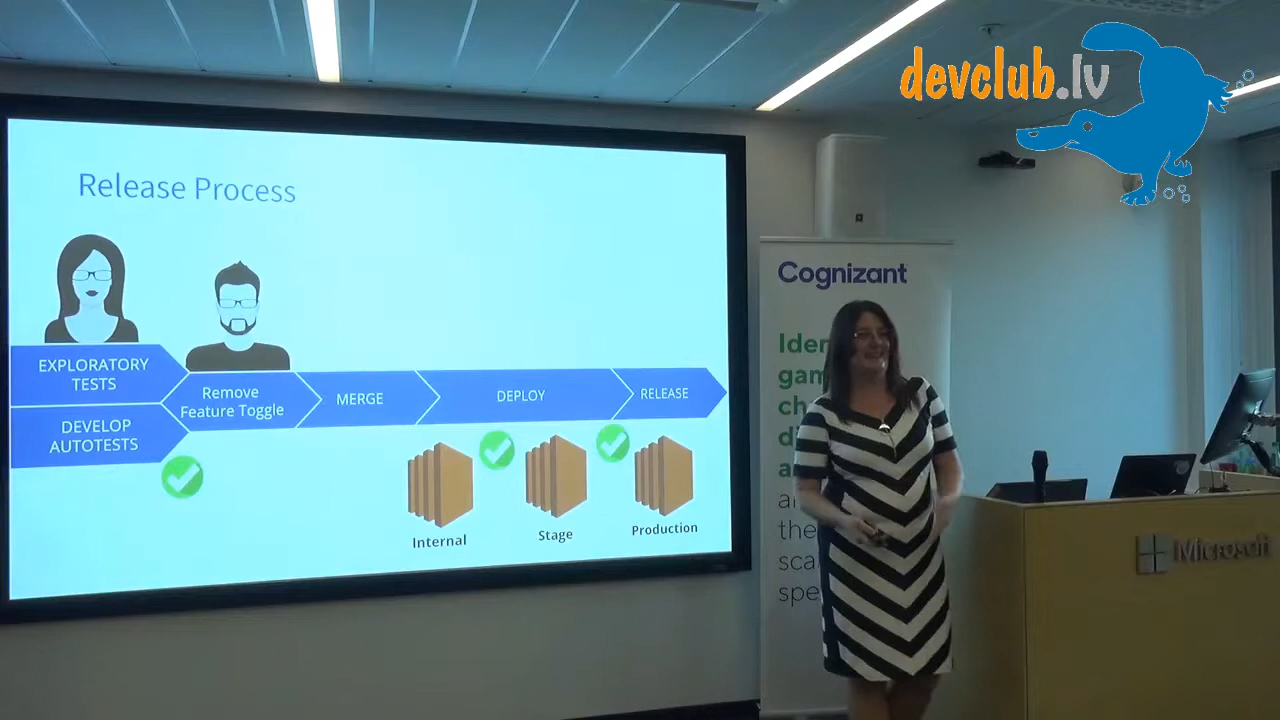 devclub.lv
Release Process
EXPLORATORY
TESTS
DEVELOP
AUTOTESTS
Remove
Feature Toggle
MERGE
DEPLOY
RELEASE
Internal
Stage
Production
Cognizant
Microsoft